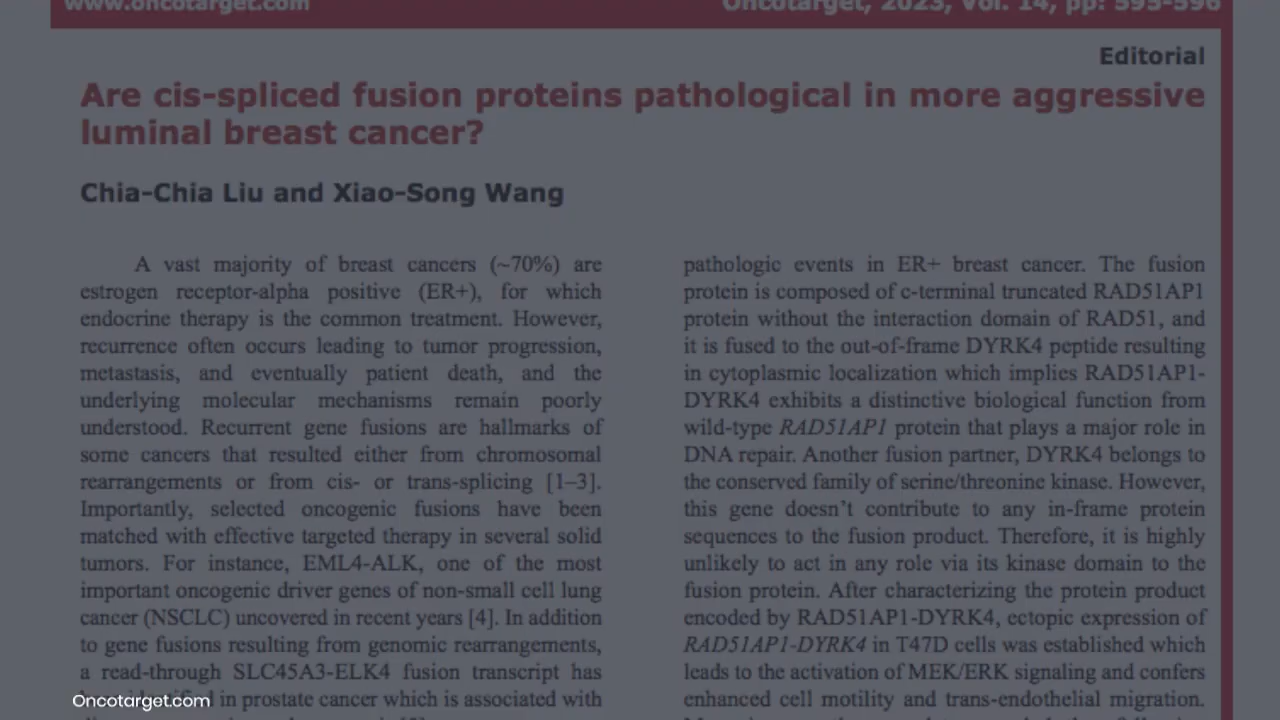 www.oncotarget.com
Oncotarget, 2023, Vol. 14, pp: 595-596
Editorial
Are cis-spliced fusion proteins pathological in more aggressive
luminal breast cancer?
Chia-Chia Liu and Xiao-Song Wang
A vast majority of breast cancers (~70%) are
estrogen receptor-alpha positive (ER+), for which
endocrine therapy is the common treatment. However,
recurrence often occurs leading to tumor progression,
metastasis, and eventually patient death, and the
underlying molecular mechanisms remain poorly
understood. Recurrent gene fusions are hallmarks of
some cancers that resulted either from chromosomal
rearrangements or from cis- or trans-splicing [1–3].
Importantly, selected oncogenic fusions have been
matched with effective targeted therapy in several solid
tumors. For instance, EML4-ALK, one of the most
important oncogenic driver genes of non-small cell lung
cancer (NSCLC) uncovered in recent years [4]. In addition
to gene fusions resulting from genomic rearrangements,
a read-through SLC45A3-ELK4 fusion transcript has
in prostate cancer which is associated with
pathologic events in ER+ breast cancer. The fusion
protein is composed of c-terminal truncated RAD51AP1
protein without the interaction domain of RAD51, and
it is fused to the out-of-frame DYRK4 peptide resulting
in cytoplasmic localization which implies RAD51AP1-
DYRK4 exhibits a distinctive biological function from
wild-type RAD51AP1 protein that plays a major role in
DNA repair. Another fusion partner, DYRK4 belongs to
the conserved family of serine/threonine kinase. However,
this gene doesn't contribute to any in-frame protein
sequences to the fusion product. Therefore, it is highly
unlikely to act in any role via its kinase domain to the
fusion protein. After characterizing the protein product
encoded by RAD51AP1-DYRK4, ectopic expression of
RAD51AP1-DYRK4 in T47D cells was established which
leads to the activation of MEK/ERK signaling and confers
enhanced cell motility and trans-endothelial migration.
Oncotarget.com